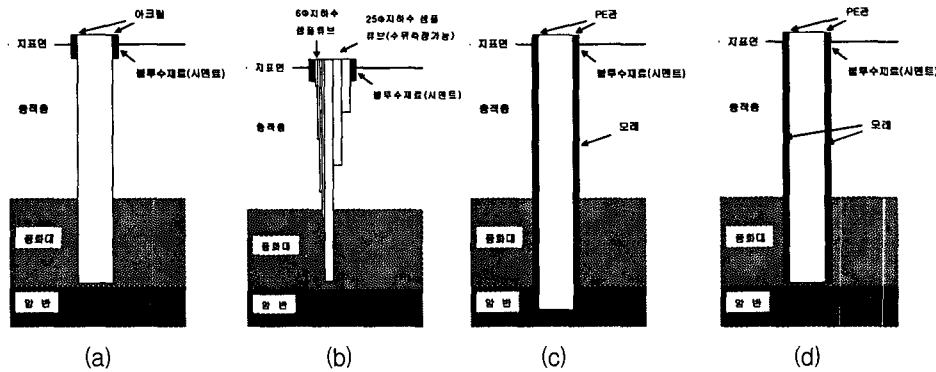 아크릴
지표면
불투수재료(시멘트)
충적층
풍화대
암 반
(a)
6Φ지하수
샘플튜브
25Φ지하수 샘플
튜브(수위측정가능)
지표면
불투수재료(시멘트)
충적층
풍화대
암 반
(b)
PE관
지표면
불투수재료(시멘트)
충적층
모래
풍화대
암 반
(c)
PE관
지표면
불투수재료(시멘트)
충적층
모래
풍화대
암 반
(d)